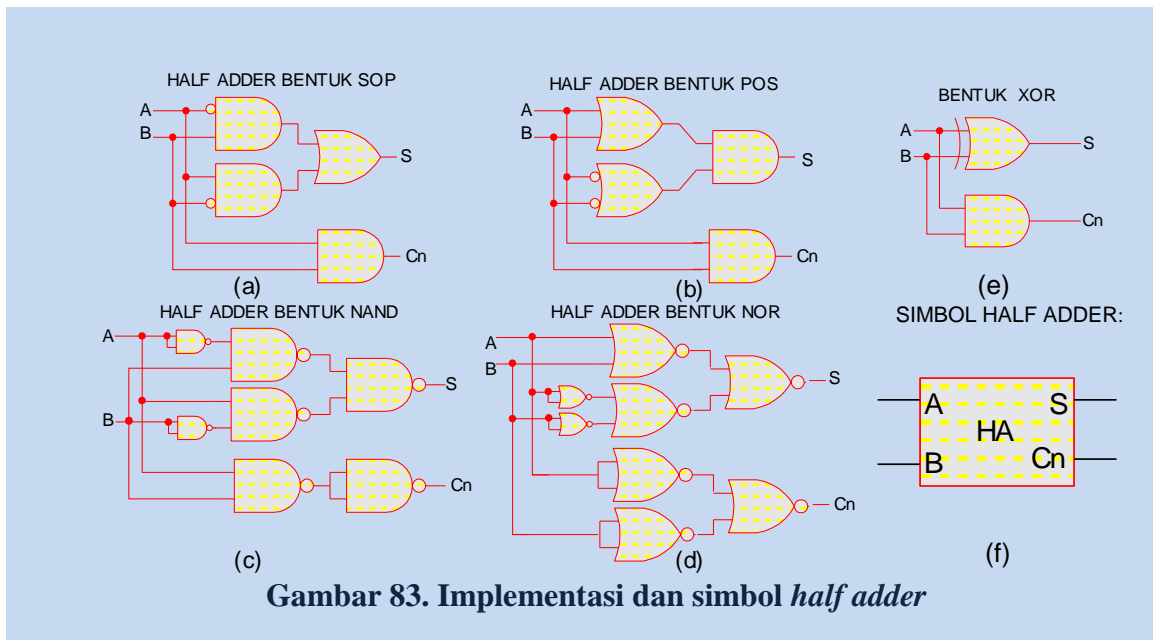 HALF ADDER BENTUK SOP
A
B
S
Cn
(a)
HALF ADDER BENTUK POS
A
B
S
Cn
(b)
BENTUK XOR
A
B
S
Cn
(e)
HALF ADDER BENTUK NAND
A
B
S
Cn
(c)
HALF ADDER BENTUK NOR
A
B
S
Cn
(d)
SIMBOL HALF ADDER:
A S
HA
B Cn
(f)
Gambar 83. Implementasi dan simbol half adder